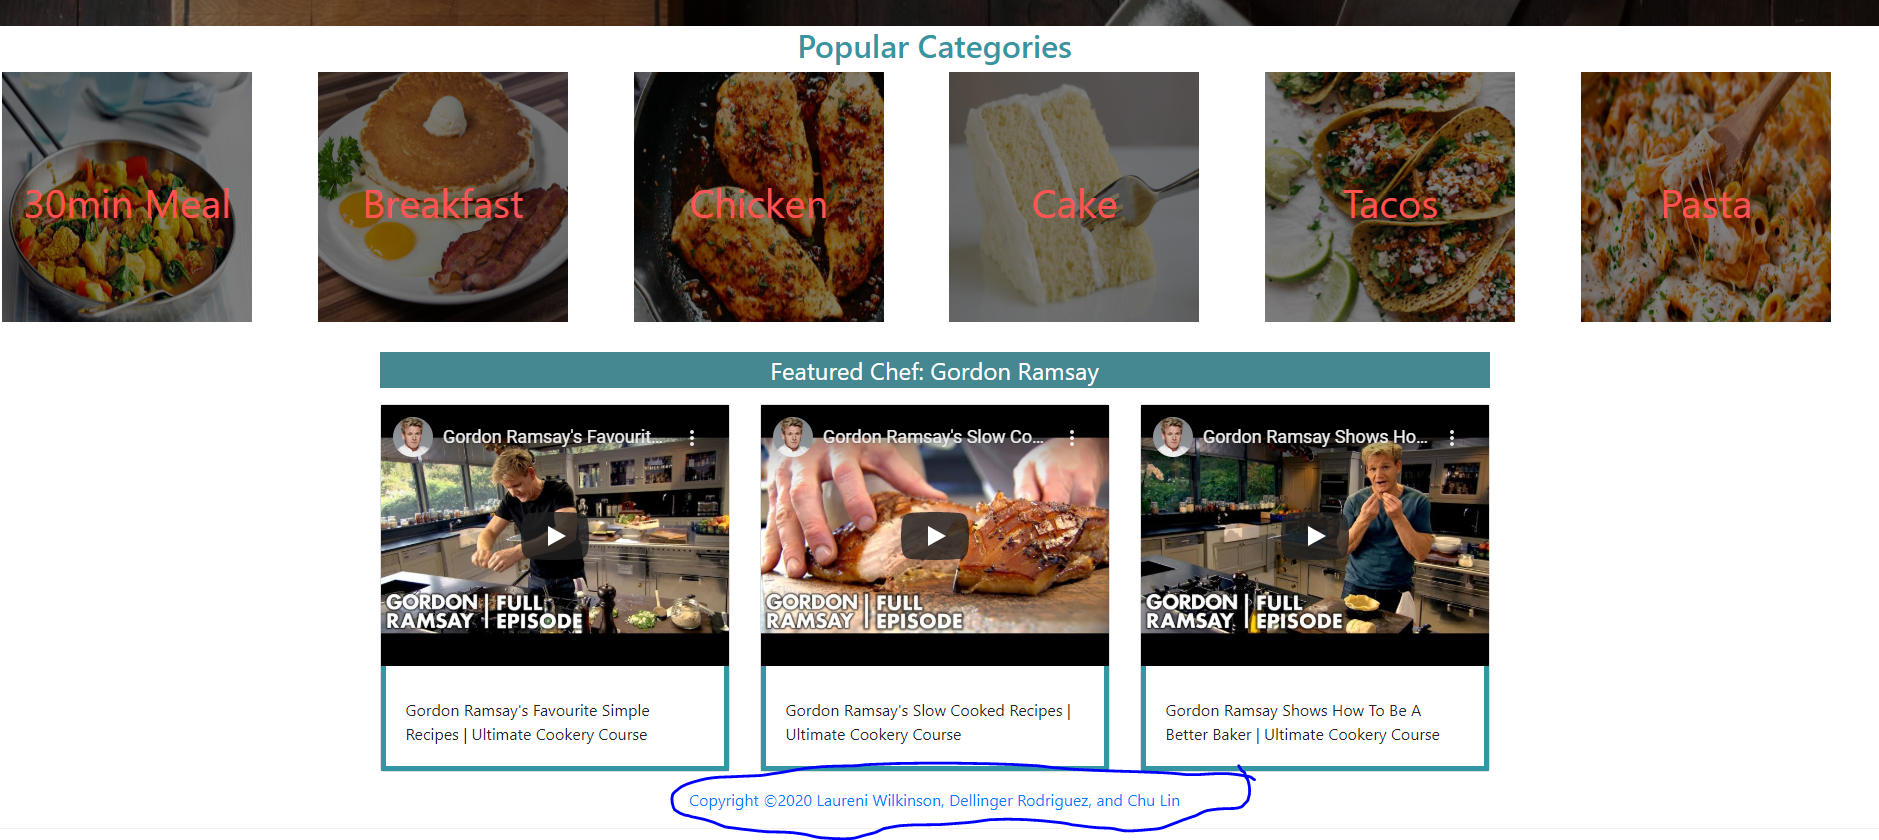 Popular Categories
30min Meal
Breakfast
Chicken
Cake
Tacos
Pasta
Featured Chef: Gordon Ramsay
Gordon Ramsay's Favourit...
GORDON RAMSAY | FULL EPISODE
Gordon Ramsay's Slow Co...
GORDON RAMSAY | FULL EPISODE
Gordon Ramsay Shows Ho...
GORDON RAMSAY | FULL EPISODE
Gordon Ramsay's Favourite Simple
Recipes | Ultimate Cookery Course
Gordon Ramsay's Slow Cooked Recipes |
Ultimate Cookery Course
Gordon Ramsay Shows How To Be A
Better Baker | Ultimate Cookery Course
Copyright ©2020 Laureni Wilkinson, Dellinger Rodriguez, and Chu Lin